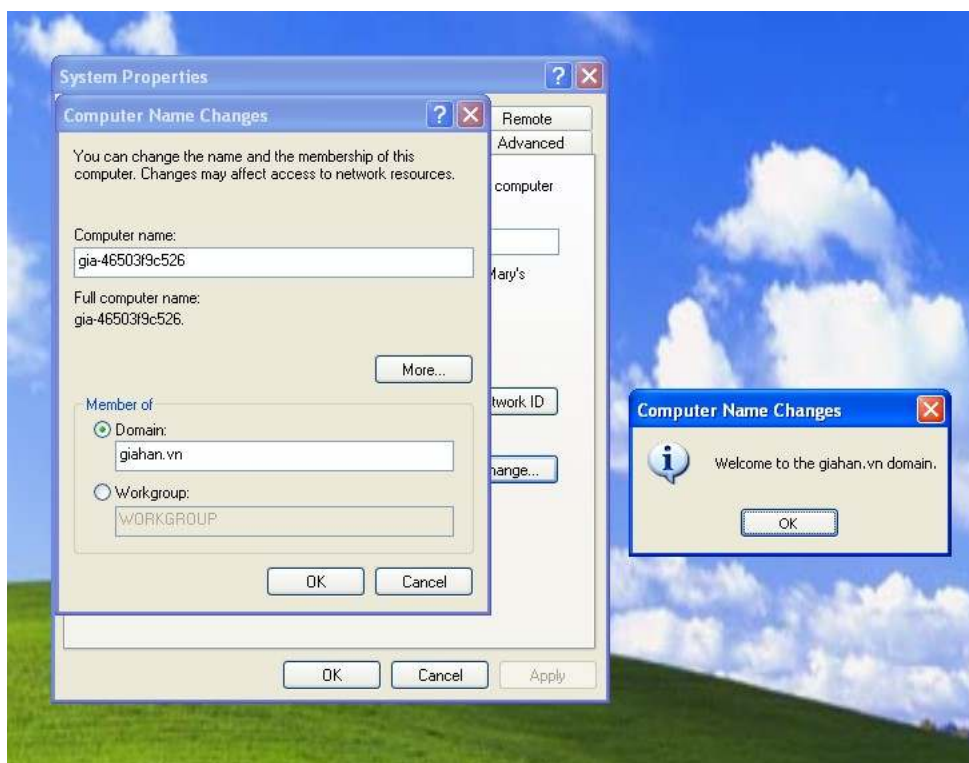 System Properties
Computer Name Changes
Remote
Advanced
You can change the name and the membership of this
computer. Changes may affect access to network resources.
computer
Computer name:
gia-46503f9c526
Mary's
Full computer name:
gia-46503f9c526.
More...
Member of
twork ID
Domain:
giahan.vn
hange...
Workgroup:
WORKGROUP
OK Cancel
OK Cancel Apply
Computer Name Changes
Welcome to the giahan.vn domain.
OK